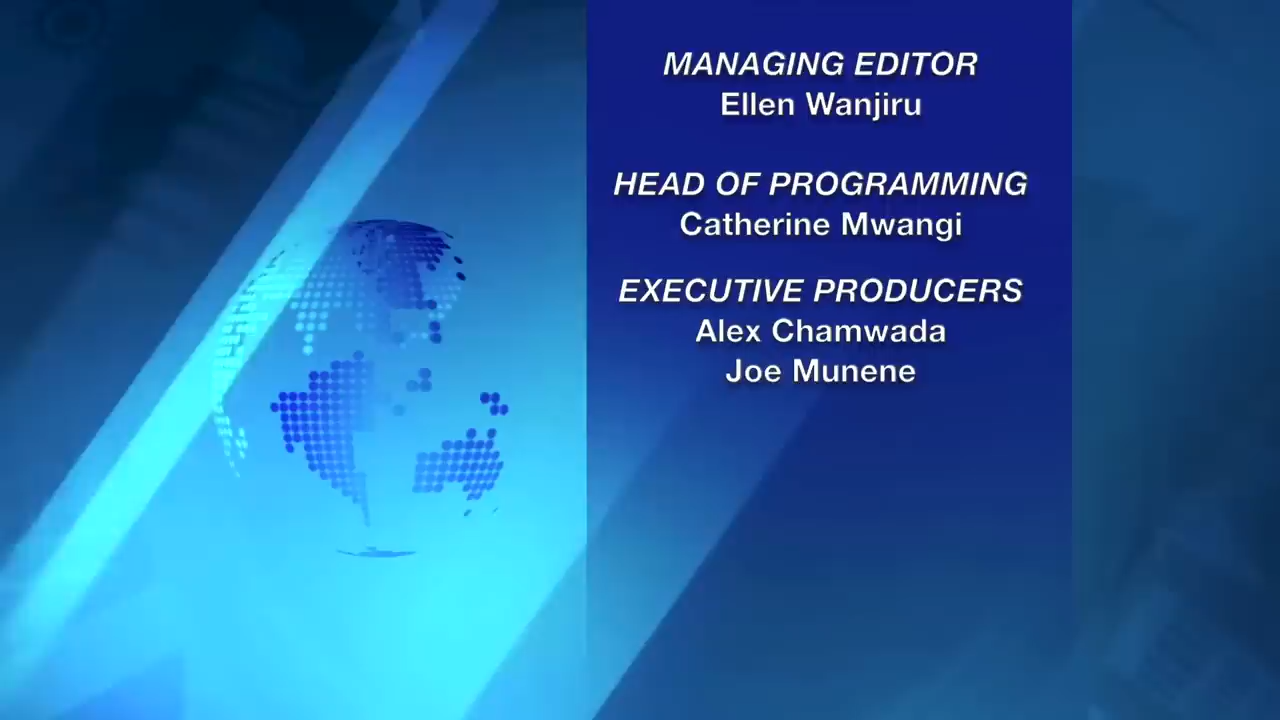 MANAGING EDITOR
Ellen Wanjiru
HEAD OF PROGRAMMING
Catherine Mwangi
EXECUTIVE PRODUCERS
Alex Chamwada
Joe Munene